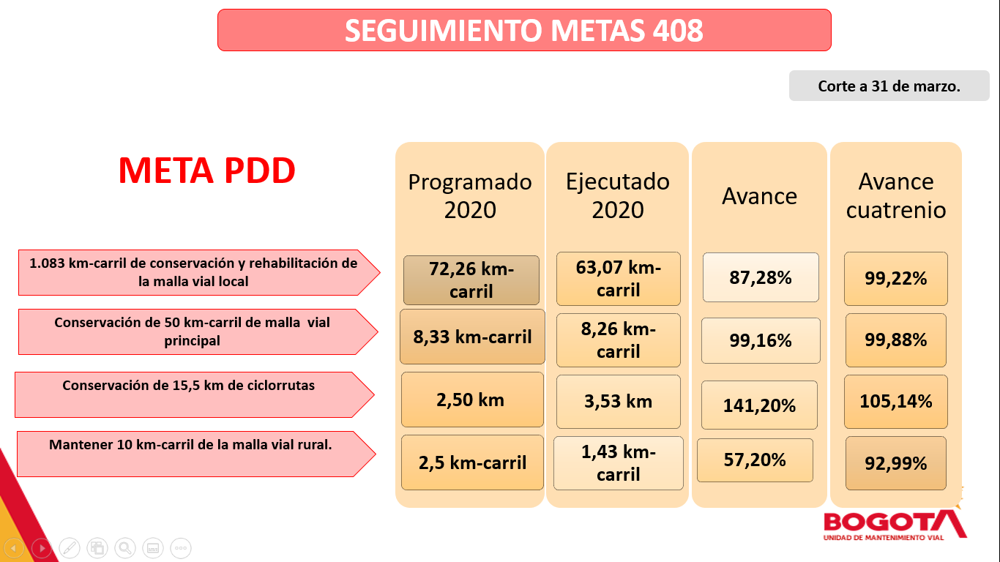 SEGUIMIENTO METAS 408
Corte a 31 de marzo.
META PDD
Programado
2020
Ejecutado
2020
Avance
Avance
cuatrenio
1.083 km-carril de conservación y rehabilitación de
la malla vial local
72,26 km-
carril
63,07 km-
carril
87,28%
99,22%
Conservación de 50 km-carril de malla vial
principal
8,33 km-carril
8,26 km-
carril
99,16%
99,88%
Conservación de 15,5 km de ciclorrutas
2,50 km
3,53 km
141,20%
105,14%
Mantener 10 km-carril de la malla vial rural.
2,5 km-carril
1,43 km-
carril
57,20%
92,99%
BOGOTÁ
UNIDAD DE MANTENIMIENTO VIAL